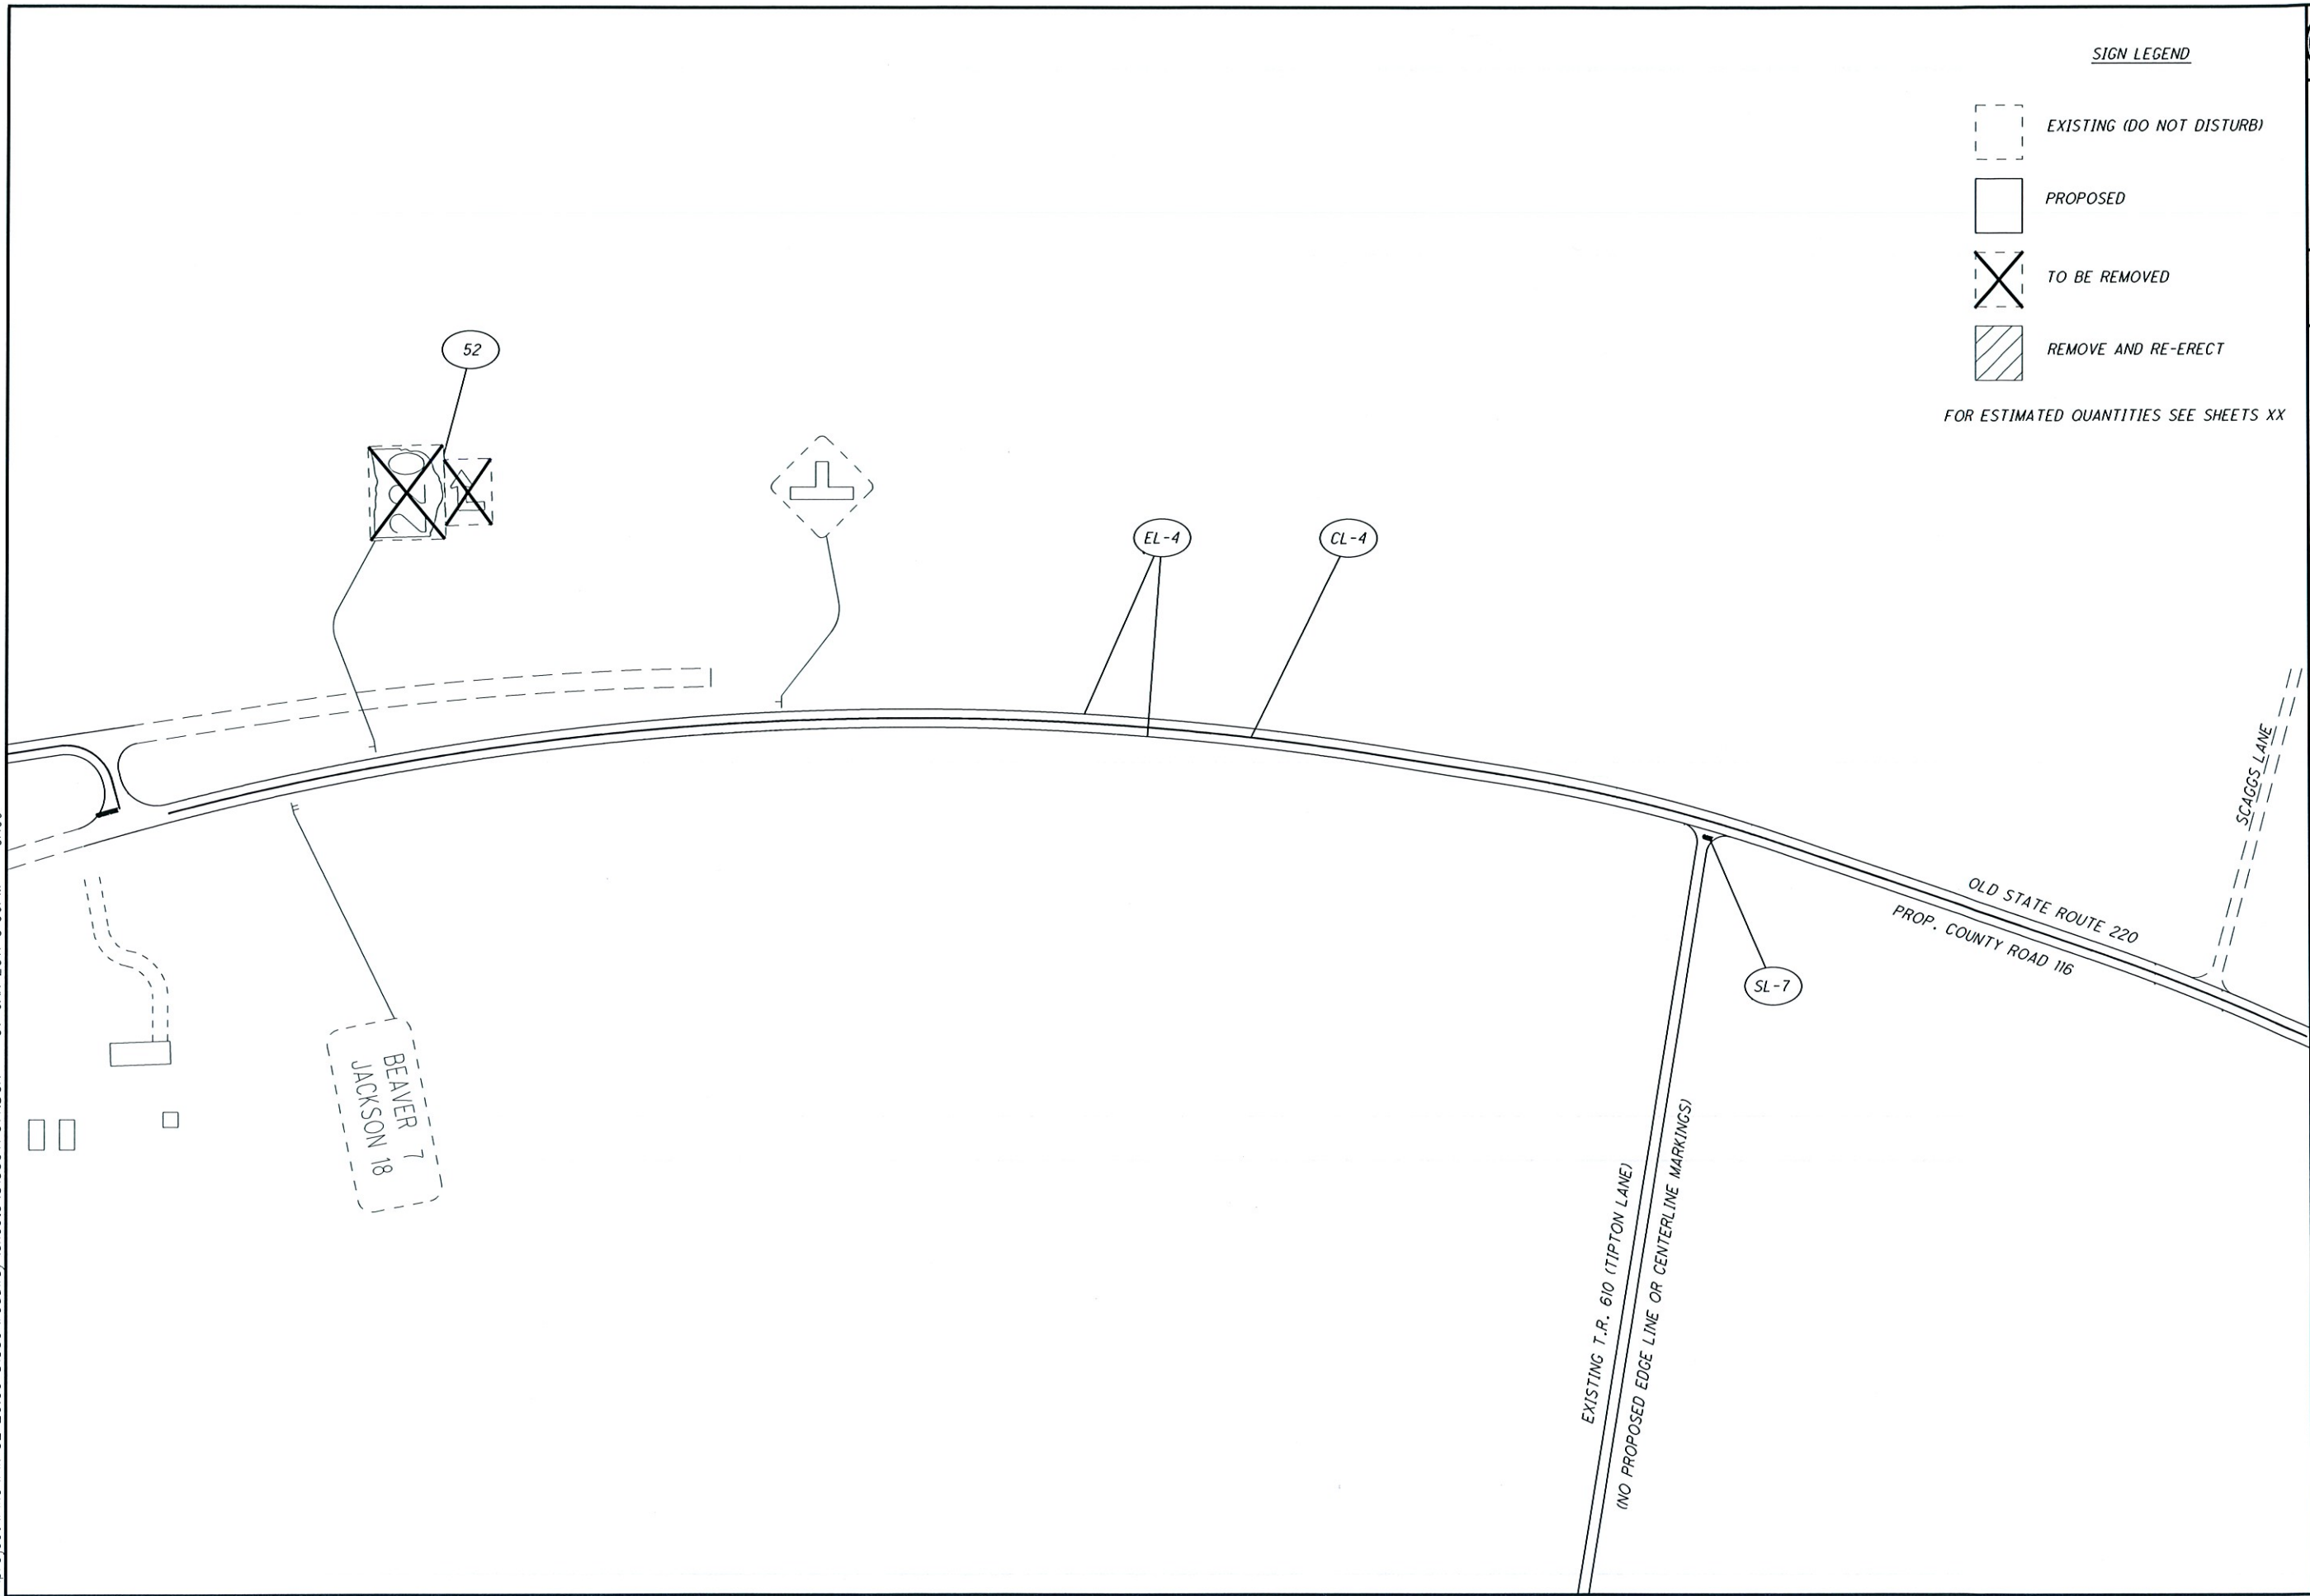 SIGN LEGEND
EXISTING (DO NOT DISTURB)
PROPOSED
TO BE REMOVED
REMOVE AND RE-ERECT
FOR ESTIMATED QUANTITIES SEE SHEETS XX
52
220
EL-4
CL-4
SCAGGS LANE
OLD STATE ROUTE 220
PROP. COUNTY ROAD 116
SL-7
BEAVER 7
JACKSON 18
EXISTING T.R. 610 (TIPTON LANE)
(NO PROPOSED EDGE LINE OR CENTERLINE MARKINGS)